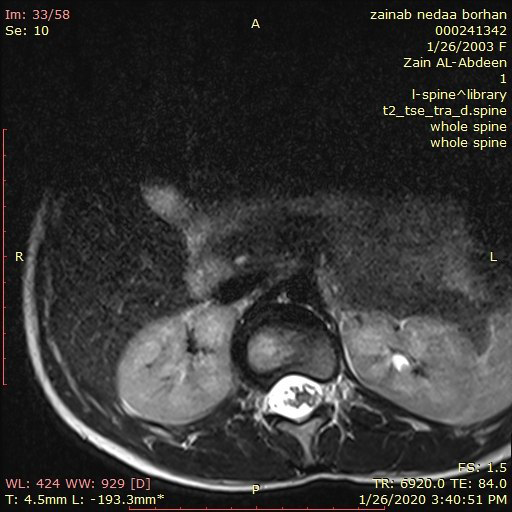 Im: 33/58
Se: 10
A
zainab nedaa borhan
000241342
1/26/2003 F
Zain AL-Abdeen
1
l-spine^library
t2_tse_tra_d.spine
whole spine
whole spine
R
L
WL: 424 WW: 929 [D]
T: 4.5mm L: -193.3mm*
P
FS: 1.5
TR: 6920.0 TE: 84.0
1/26/2020 3:40:51 PM